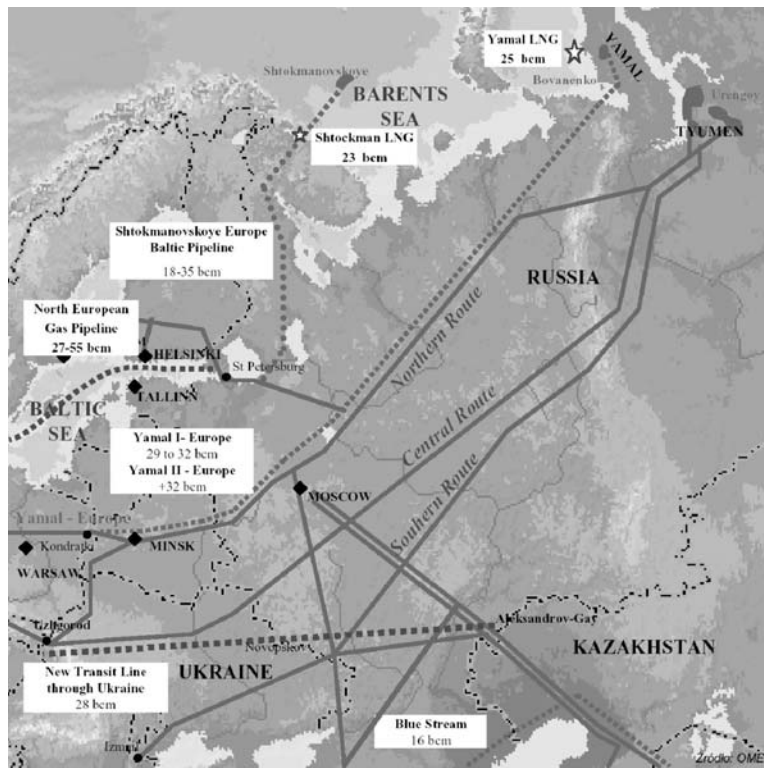 Yamal LNG
25 bcm
YAMAL
Shtokmanovskoye
Bovanenko
Urengoy
BARENTS
SEA
TYUMEN
Shtockman LNG
23 bcm
Shtokmanovskoye Europe
Baltic Pipeline
18-35 bcm
RUSSIA
North European
Gas Pipeline
27-55 bcm
Northern Route
HELSINKI
St Petersburg
TALLINN
BALTIC
SEA
Central Route
Yamal I- Europe
29 to 32 bcm
Yamal II - Europe
+32 bcm
Southern Route
MOSCOW
Yamal - Europe
Kondratki
MINSK
WARSAW
Uzhgorod
Aleksandrov-Gay
Novopskov
KAZAKHSTAN
UKRAINE
New Transit Line
through Ukraine
28 bcm
Blue Stream
16 bcm
Izmail
Źródło: OME